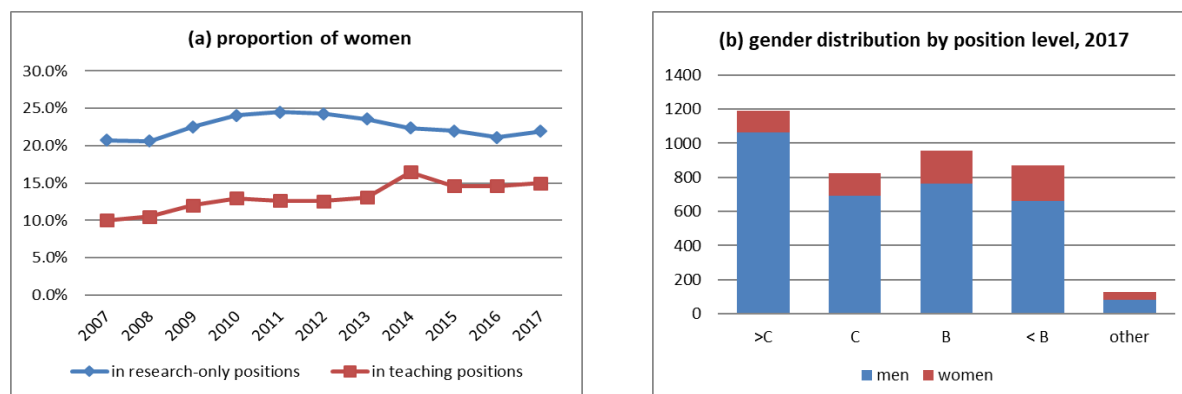 (a) proportion of women
30.0%
25.0%
20.0%
15.0%
10.0%
5.0%
0.0%
2007 2008 2009 2010 2011 2012 2013 2014 2015 2016 2017
in research-only positions in teaching positions
(b) gender distribution by position level, 2017
1400
1200
1000
800
600
400
200
0
>C C B < B other
men women